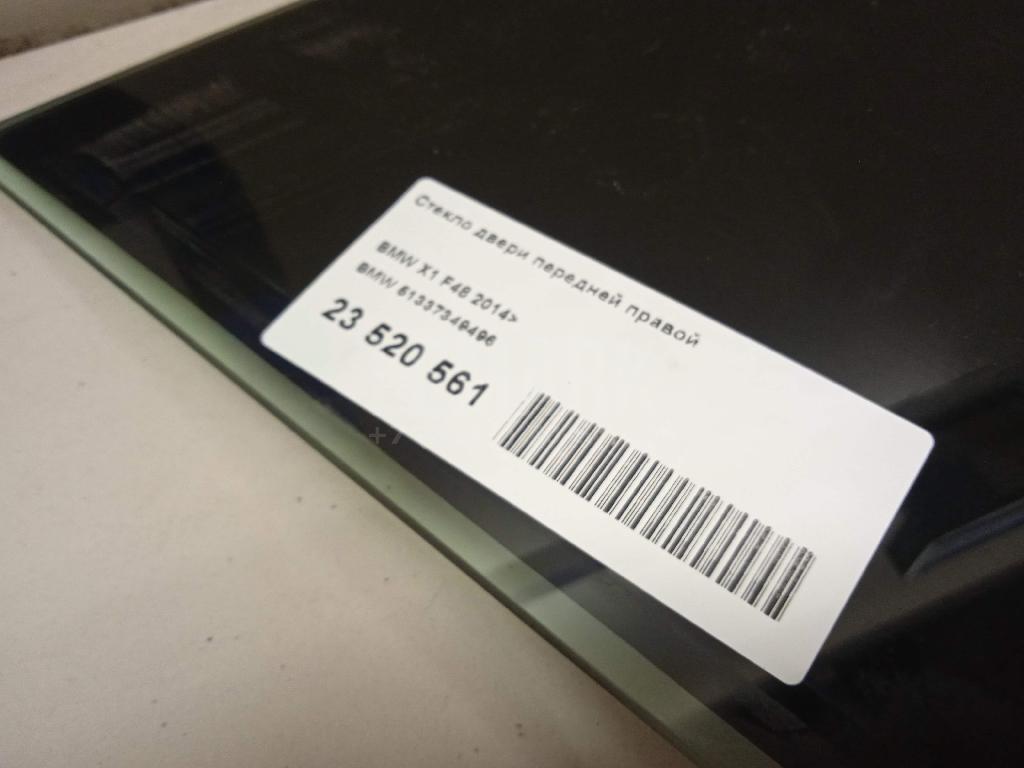 Стекло двери передней правой
BMW X1 F48 2014>
BMW 51337349496
23 520 561